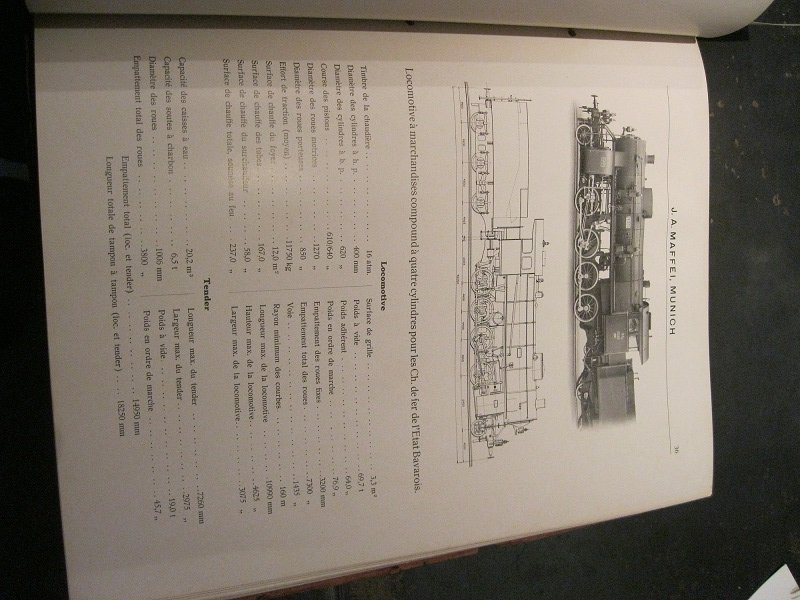 J. A. MAFFEI, MUNICH
36
Locomotive à marchandises compound à quatre cylindres pour les Ch. de fer de l'Etat Bavarois.
Locomotive
Timbre de la chaudière . . . . 16 atm.
Diamètre des cylindres à h. p. . . . . 400 mm
Diamètre des cylindres à b. p. . . . . 620 „
Course des pistons . . . . 610/640 „
Diamètre des roues motrices . . . . 1270 „
Diamètre des roues porteuses . . . . 850 „
Effort de traction (moyen) . . . . 11750 kg
Surface de chauffe du foyer . . . . 12,0 m²
Surface de chauffe des tubes . . . . 167,0 „
Surface de chauffe du surchauffeur . . . . 58,0 „
Surface de chauffe totale, soumise au feu . . . . 237,0 „
Surface de grille . . . . 3,3 m²
Poids à vide . . . . 69,7 t
Poids adhérent . . . . 64,0 „
Poids en ordre de marche . . . . 76,9 „
Empattement des roues fixes . . . . 3200 mm
Empattement total des roues . . . . 7300 „
Voie . . . . 1435 „
Rayon minimum des courbes . . . . 160 m
Longueur max. de la locomotive . . . . 10990 mm
Hauteur max. de la locomotive . . . . 4625 „
Largeur max. de la locomotive . . . . 3075 „
Tender
Capacité des caisses à eau . . . . 20,2 m³
Capacité des soutes à charbon . . . . 6,5 t
Diamètre des roues . . . . 1006 mm
Empattement total des roues . . . . 3800 „
Longueur max. du tender . . . . 7260 mm
Largeur max. du tender . . . . 2975 „
Poids à vide . . . . 19,0 t
Poids en ordre de marche . . . . 45,7 „
Empattement total (loc. et tender) . . . . 14950 mm
Longueur totale de tampon à tampon (loc. et tender) . . . . 18250 mm